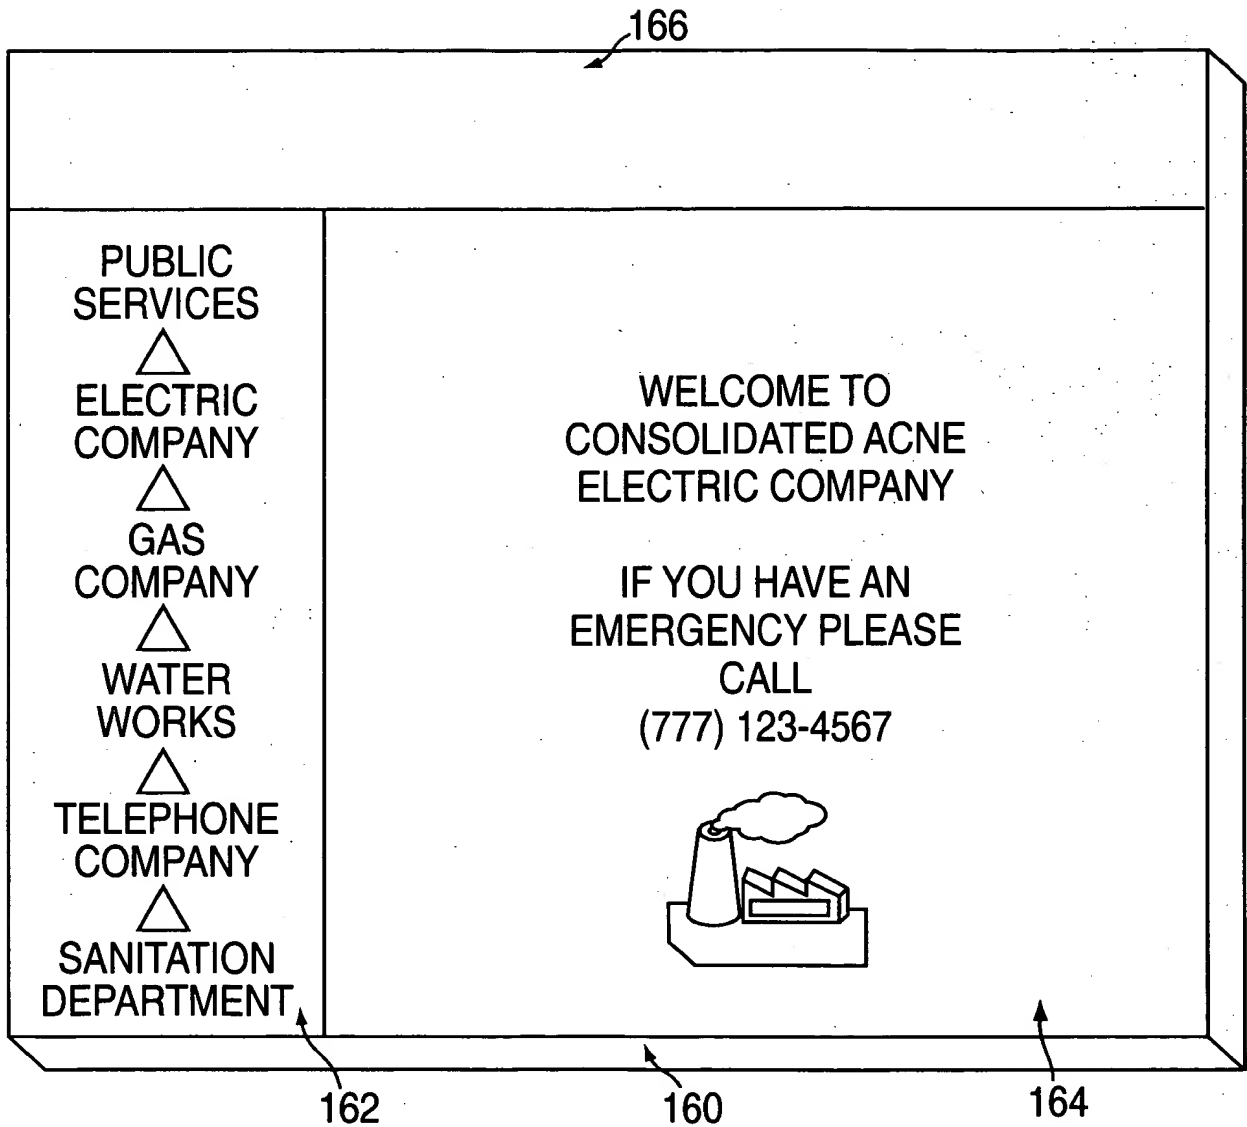 166
PUBLIC
SERVICES
ELECTRIC
COMPANY
GAS
COMPANY
WATER
WORKS
TELEPHONE
COMPANY
SANITATION
DEPARTMENT
WELCOME TO
CONSOLIDATED ACNE
ELECTRIC COMPANY
IF YOU HAVE AN
EMERGENCY PLEASE
CALL
(777) 123-4567
162
160
164